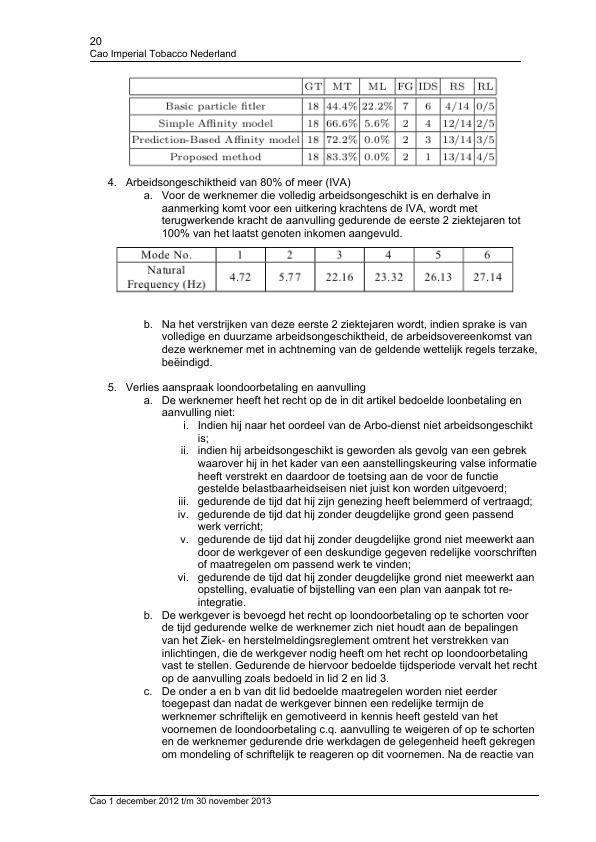 20
Cao Imperial Tobacco Nederland
GT MT ML FG IDS RS RL
Basic particle fitler 18 44.4% 22.2% 7 6 4/14 0/5
Simple Affinity model 18 66.6% 5.6% 2 4 12/14 2/5
Prediction-Based Affinity model 18 72.2% 0.0% 2 3 13/14 3/5
Proposed method 18 83.3% 0.0% 2 1 13/14 4/5
4. Arbeidsongeschiktheid van 80% of meer (IVA)
a. Voor de werknemer die volledig arbeidsongeschikt is en derhalve in
aanmerking komt voor een uitkering krachtens de IVA, wordt met
terugwerkende kracht de aanvulling gedurende de eerste 2 ziektejaren tot
100% van het laatst genoten inkomen aangevuld.
Mode No. 1 2 3 4 5 6
Natural
Frequency (Hz) 4.72 5.77 22.16 23.32 26.13 27.14
b. Na het verstrijken van deze eerste 2 ziektejaren wordt, indien sprake is van
volledige en duurzame arbeidsongeschiktheid, de arbeidsovereenkomst van
deze werknemer met in achtneming van de geldende wettelijk regels terzake,
beëindigd.
5. Verlies aanspraak loondoorbetaling en aanvulling
a. De werknemer heeft het recht op de in dit artikel bedoelde loonbetaling en
aanvulling niet:
i. Indien hij naar het oordeel van de Arbo-dienst niet arbeidsongeschikt
is;
ii. indien hij arbeidsongeschikt is geworden als gevolg van een gebrek
waarover hij in het kader van een aanstellingskeuring valse informatie
heeft verstrekt en daardoor de toetsing aan de voor de functie
gestelde belastbaarheidseisen niet juist kon worden uitgevoerd;
iii. gedurende de tijd dat hij zijn genezing heeft belemmerd of vertraagd;
iv. gedurende de tijd dat hij zonder deugdelijke grond geen passend
werk verricht;
v. gedurende de tijd dat hij zonder deugdelijke grond niet meewerkt aan
door de werkgever of een deskundige gegeven redelijke voorschriften
of maatregelen om passend werk te vinden;
vi. gedurende de tijd dat hij zonder deugdelijke grond niet meewerkt aan
opstelling, evaluatie of bijstelling van een plan van aanpak tot re-
integratie.
b. De werkgever is bevoegd het recht op loondoorbetaling op te schorten voor
de tijd gedurende welke de werknemer zich niet houdt aan de bepalingen
van het Ziek- en herstelmeldingsreglement omtrent het verstrekken van
inlichtingen, die de werkgever nodig heeft om het recht op loondoorbetaling
vast te stellen. Gedurende de hiervoor bedoelde tijdsperiode vervalt het recht
op de aanvulling zoals bedoeld in lid 2 en lid 3.
c. De onder a en b van dit lid bedoelde maatregelen worden niet eerder
toegepast dan nadat de werkgever binnen een redelijke termijn de
werknemer schriftelijk en gemotiveerd in kennis heeft gesteld van het
voornemen de loondoorbetaling c.q. aanvulling te weigeren of op te schorten
en de werknemer gedurende drie werkdagen de gelegenheid heeft gekregen
om mondeling of schriftelijk te reageren op dit voornemen. Na de reactie van
Cao 1 december 2012 t/m 30 november 2013